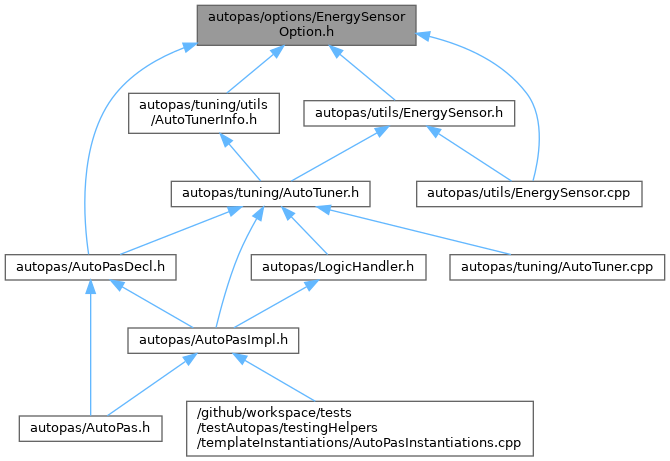 autopas/options/EnergySensor
Option.h
autopas/tuning/utils
/AutoTunerInfo.h
autopas/utils/EnergySensor.h
autopas/tuning/AutoTuner.h
autopas/utils/EnergySensor.cpp
autopas/AutoPasDecl.h
autopas/LogicHandler.h
autopas/tuning/AutoTuner.cpp
autopas/AutoPasImpl.h
autopas/AutoPas.h
/github/workspace/tests
/testAutopas/testingHelpers
/templateInstantiations/AutoPasInstantiations.cpp